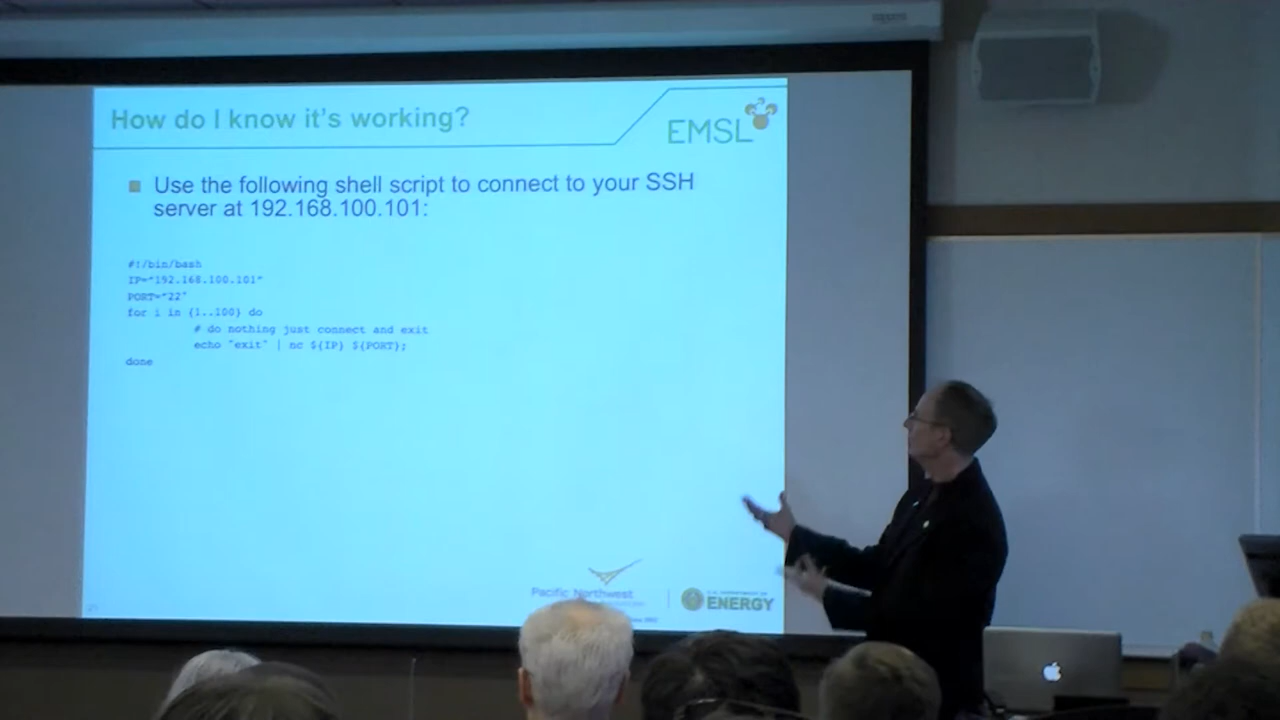 How do I know it's working?
EMSL
Use the following shell script to connect to your SSH
server at 192.168.100.101:
#!/bin/bash
IP="192.168.100.101"
PORT="22"
for i in {1..100} do
# do nothing just connect and exit
echo "exit" | nc ${IP} ${PORT};
done
Pacific Northwest
U.S. DEPARTMENT OF
ENERGY